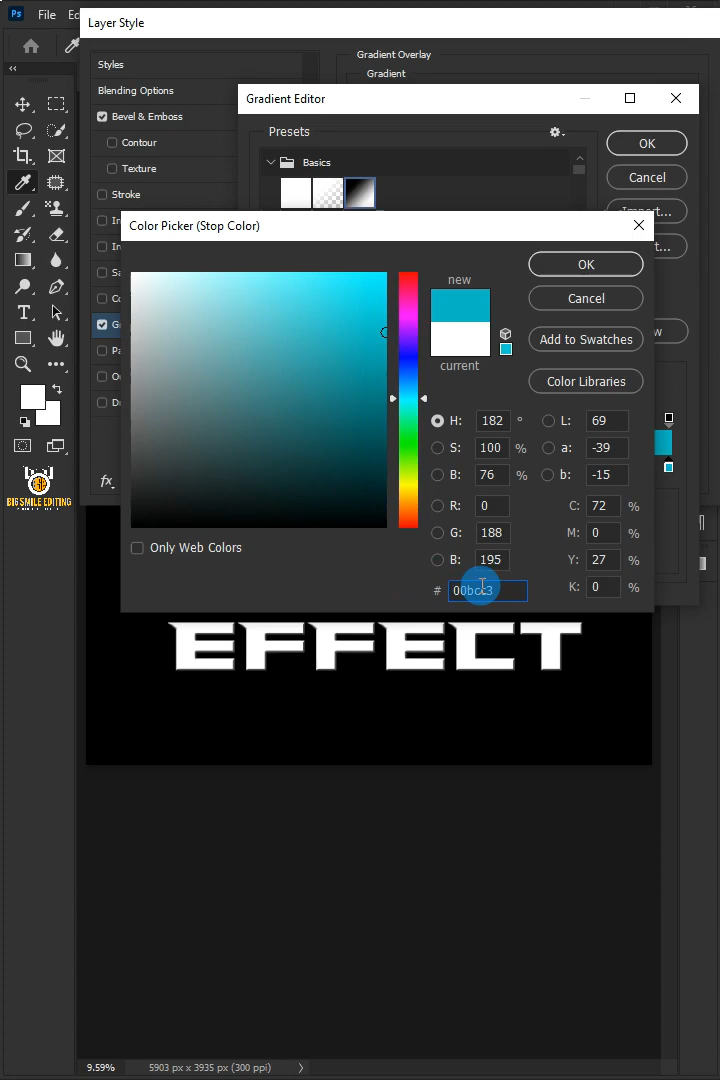 Ps
File
Layer Style
Gradient Overlay
Styles
Gradient
Blending Options
Gradient Editor
Bevel & Emboss
Presets
OK
Contour
Basics
Texture
Cancel
Stroke
Color Picker (Stop Color)
new
OK
Cancel
Add to Swatches
current
Color Libraries
H: 182 °
L: 69
S: 100 %
a: -39
B: 76 %
b: -15
fx
R: 0
C: 72 %
BIG SMILE EDITING
G: 188
M: 0 %
Only Web Colors
B: 195
Y: 27 %
# 00bcc3
K: 0 %
EFFECT
9.59%
5903 px x 3935 px (300 ppi)